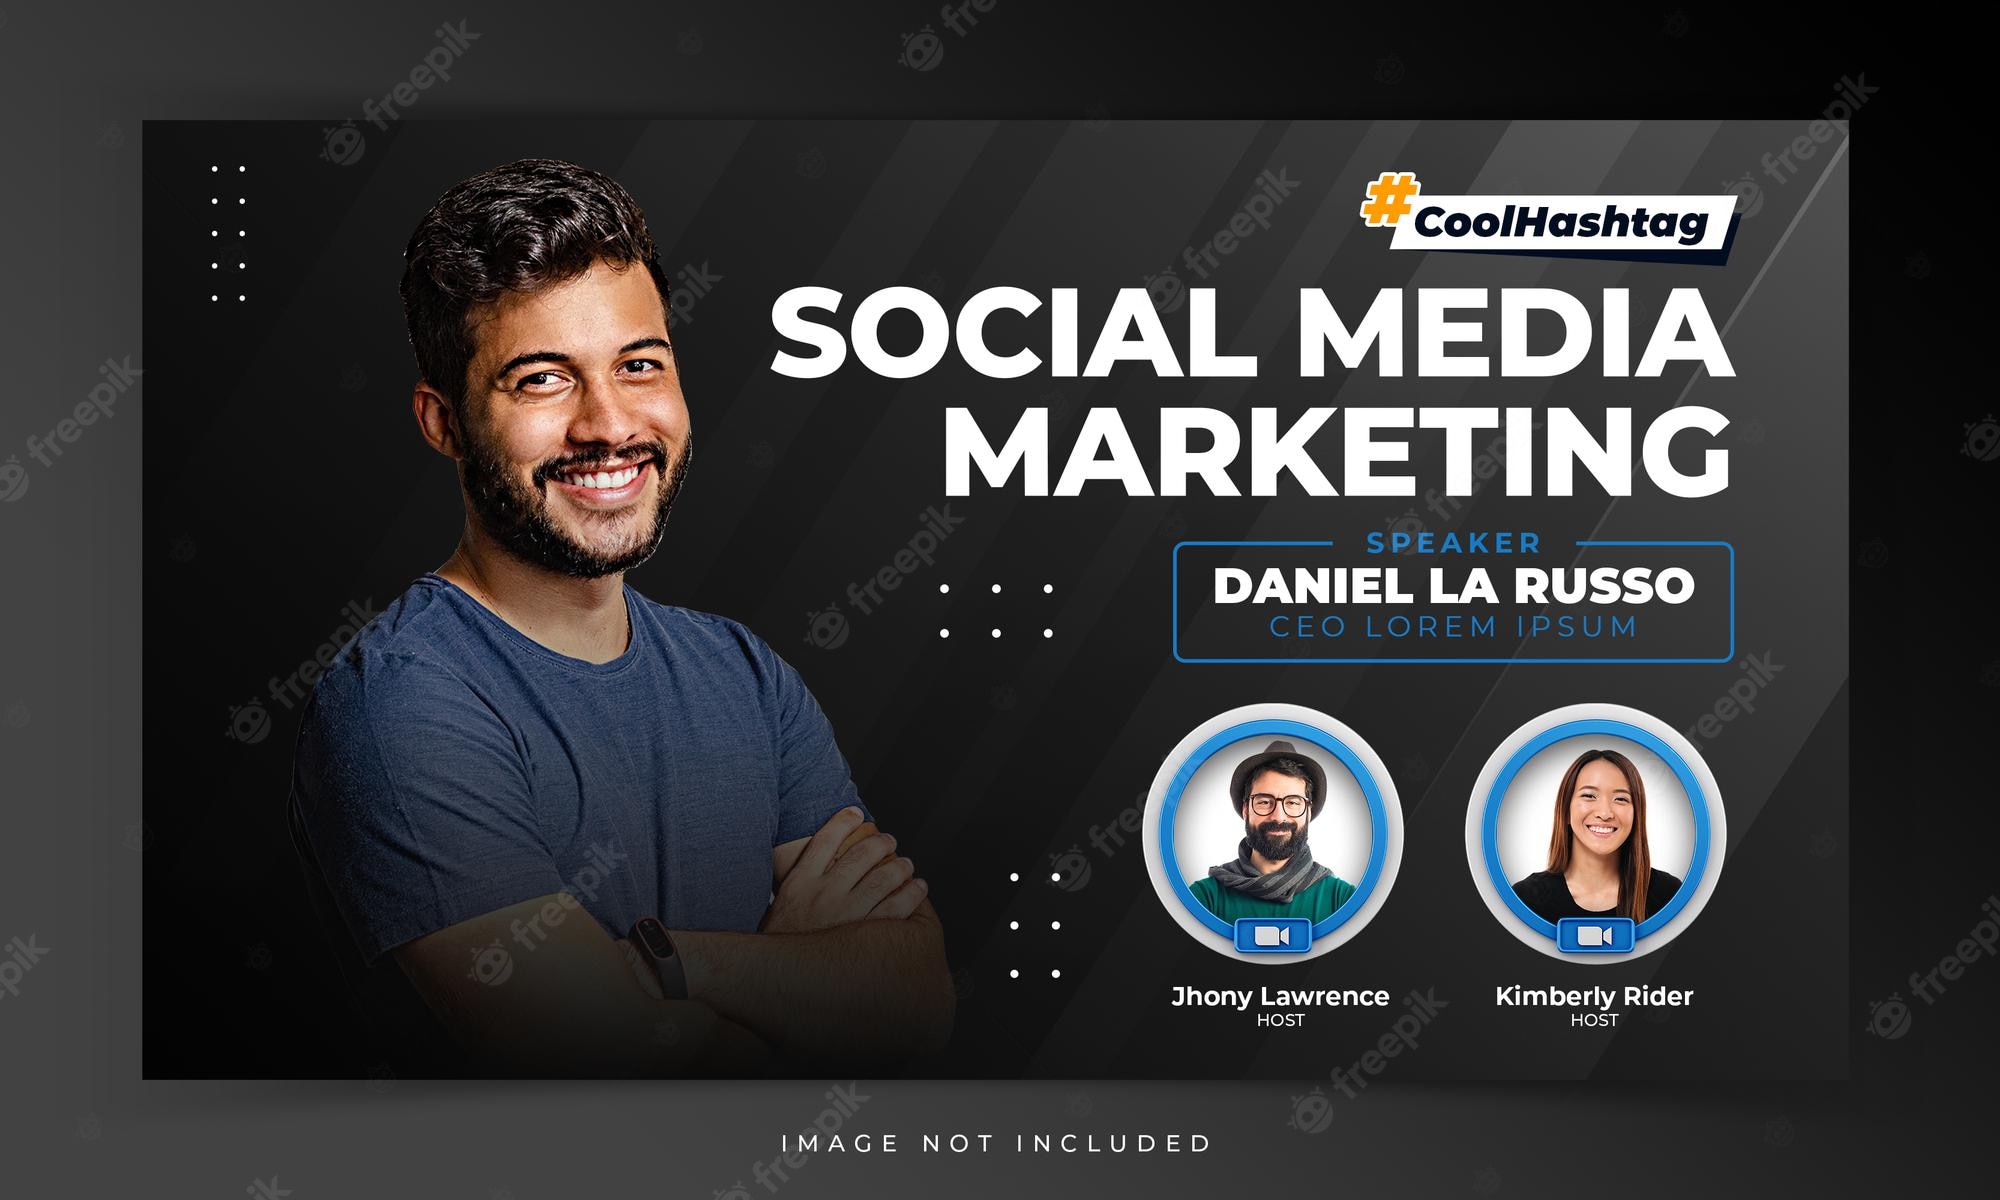 #CoolHashtag
SOCIAL MEDIA
MARKETING
SPEAKER
DANIEL LA RUSSO
CEO LOREM IPSUM
Jhony Lawrence
HOST
Kimberly Rider
HOST
IMAGE NOT INCLUDED
freepik